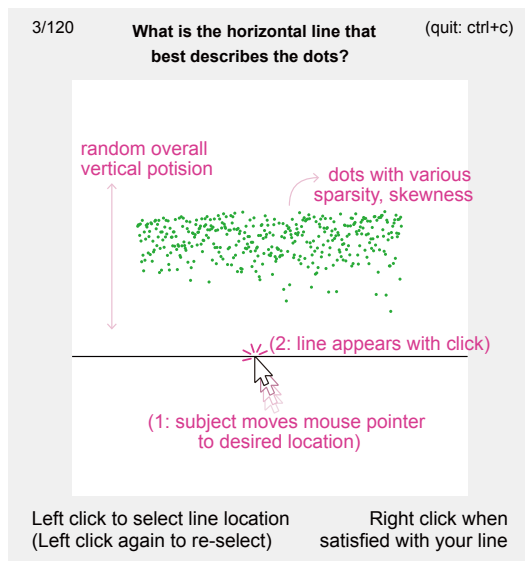 3/120
What is the horizontal line that
best describes the dots?
(quit: ctrl+c)
random overall
vertical potision
dots with various
sparsity, skewness
(2: line appears with click)
(1: subject moves mouse pointer
to desired location)
Left click to select line location
(Left click again to re-select)
Right click when
satisfied with your line